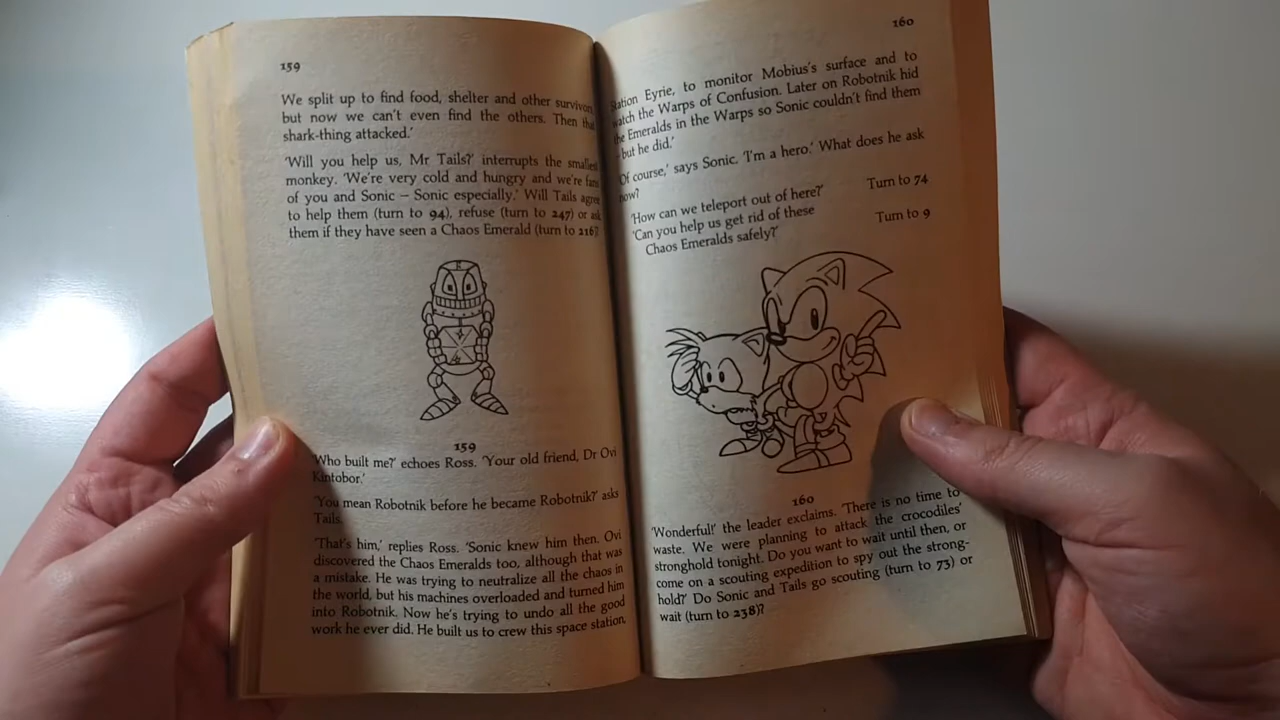 159
We split up to find food, shelter and other survivors
but now we can't even find the others. Then
shark-thing attacked.'
'Will you help us, Mr Tails?' interrupts the smallest
monkey. 'We're very cold and hungry and we're fans
of you and Sonic – Sonic especially.' Will Tails agree
to help them (turn to 94), refuse (turn to 247) or ask
them if they have seen a Chaos Emerald (turn to 216)
159
'Who built me?' echoes Ross. 'Your old friend, Dr Ovi
Kintobor.'
'You mean Robotnik before he became Robotnik?' asks
Tails.
'That's him,' replies Ross. 'Sonic knew him then. Ovi
discovered the Chaos Emeralds too, although that was
a mistake. He was trying to neutralize all the chaos in
the world, but his machines overloaded and turned him
into Robotnik. Now he's trying to undo all the good
work he ever did. He built us to crew this space station,
160
Station Eyrie, to monitor Mobius's surface and to
watch the Warps of Confusion. Later on Robotnik hid
the Emeralds in the Warps so Sonic couldn't find them
– but he did.'
'Of course,' says Sonic. 'I'm a hero.' What does he ask
now?
'How can we teleport out of here?' Turn to 74
'Can you help us get rid of these
Chaos Emeralds safely?' Turn to 9
160
'Wonderful!' the leader exclaims. 'There is no time to
waste. We were planning to attack the crocodiles'
stronghold tonight. Do you want to wait until then, or
come on a scouting expedition to spy out the strong-
hold?' Do Sonic and Tails go scouting (turn to 73) or
wait (turn to 238)?